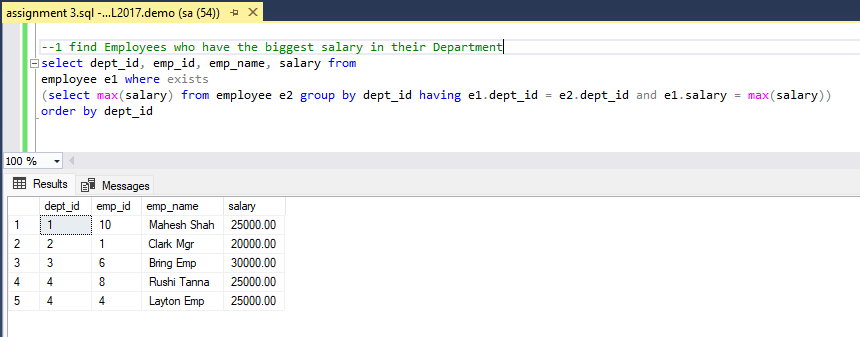 assignment 3.sql -...L2017.demo (sa (54))
--1 find Employees who have the biggest salary in their Department
select dept_id, emp_id, emp_name, salary from
employee e1 where exists
(select max(salary) from employee e2 group by dept_id having e1.dept_id = e2.dept_id and e1.salary = max(salary))
order by dept_id
100 %
Results Messages
dept_id emp_id emp_name salary
1 1 10 Mahesh Shah 25000.00
2 2 1 Clark Mgr 20000.00
3 3 6 Bring Emp 30000.00
4 4 8 Rushi Tanna 25000.00
5 4 4 Layton Emp 25000.00